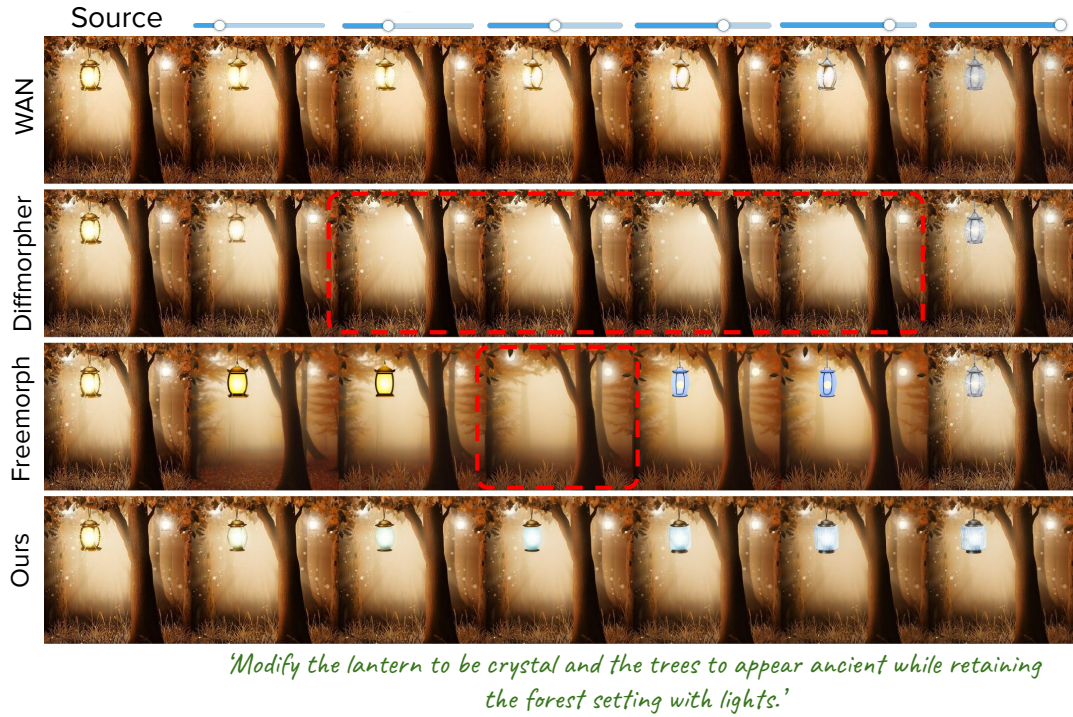 Source
WAN
Diffmorpher
Freemorph
Ours
‘Modify the lantern to be crystal and the trees to appear ancient while retaining
the forest setting with lights.’